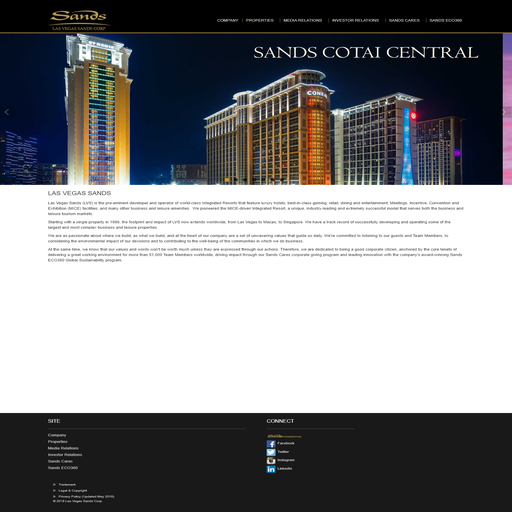 Sands
LAS VEGAS SANDS CORP.
COMPANY
PROPERTIES
MEDIA RELATIONS
INVESTOR RELATIONS
SANDS CARES
SANDS ECO360
SANDS COTAI CENTRAL
CONRAD
LAS VEGAS SANDS
Las Vegas Sands (LVS) is the pre-eminent developer and operator of world-class Integrated Resorts that feature luxury hotels; best-in-class gaming; retail; dining and entertainment; Meetings, Incentive, Convention and
Exhibition (MICE) facilities; and many other business and leisure amenities. We pioneered the MICE-driven Integrated Resort, a unique, industry-leading and extremely successful model that serves both the business and
leisure tourism markets.
Starting with a single property in 1999, the footprint and impact of LVS now extends worldwide, from Las Vegas to Macao, to Singapore. We have a track record of successfully developing and operating some of the
largest and most complex business and leisure properties.
We are as passionate about where we build, as what we build, and at the heart of our company are a set of unwavering values that guide us daily. We're committed to listening to our guests and Team Members, to
considering the environmental impact of our decisions and to contributing to the well-being of the communities in which we do business.
At the same time, we know that our values and words won't be worth much unless they are expressed through our actions. Therefore, we are dedicated to being a good corporate citizen, anchored by the core tenets of
delivering a great working environment for more than 51,000 Team Members worldwide, driving impact through our Sands Cares corporate giving program and leading innovation with the company's award-winning Sands
ECO360 Global Sustainability program.
SITE
Company
Properties
Media Relations
Investor Relations
Sands Cares
Sands ECO360
Trademark
Legal & Copyright
Privacy Policy (Updated May 2018)
© 2018 Las Vegas Sands Corp.
CONNECT
Facebook
Twitter
Instagram
LinkedIn